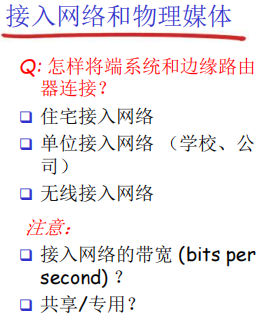 接入网络和物理媒体
Q: 怎样将端系统和边缘路由
器连接?
住宅接入网络
单位接入网络 （学校、公
司）
无线接入网络
注意:
接入网络的带宽 (bits per
second) ？
共享/专用？